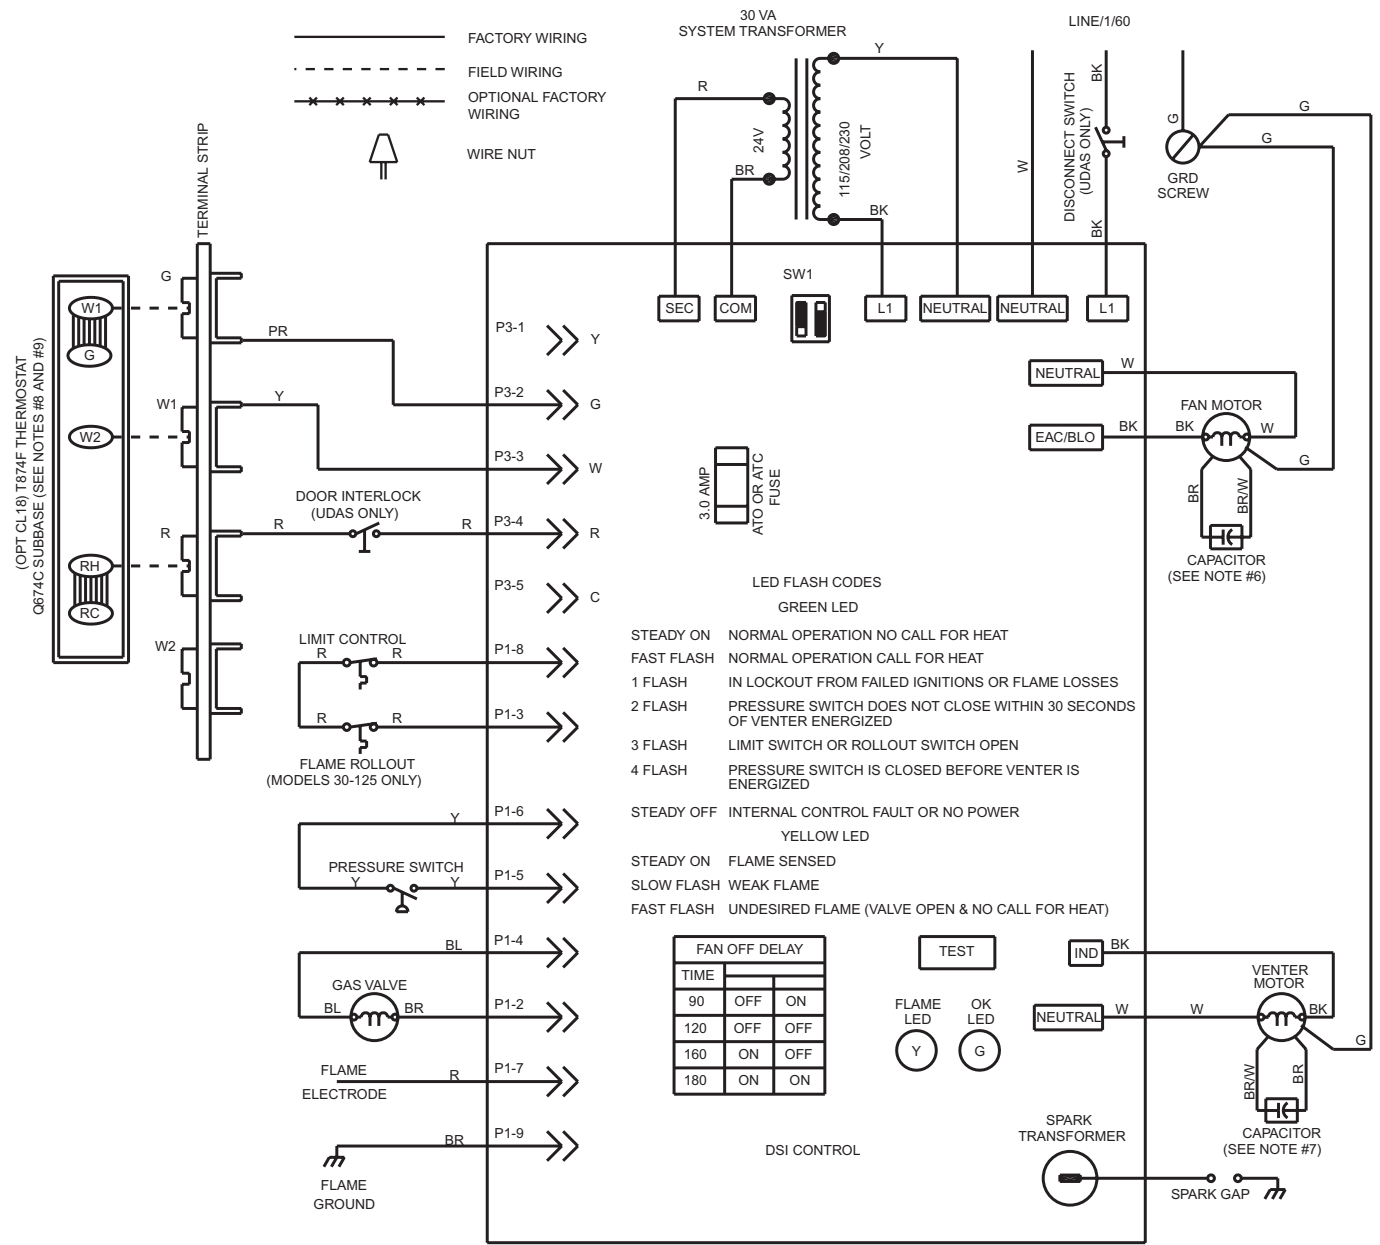 FACTORY WIRING
FIELD WIRING
OPTIONAL FACTORY
WIRING
WIRE NUT
30 VA
SYSTEM TRANSFORMER
R
BR
24V
115/208/230
VOLT
Y
BK
LINE/1/60
W
BK
DISCONNECT SWITCH
(UDAS ONLY)
BK
G
GRD
SCREW
G
G
TERMINAL STRIP
(OPT CL18) T874F THERMOSTAT
Q674C SUBBASE (SEE NOTES #8 AND #9)
W1
G
W2
RH
RC
G
W1
R
W2
PR
Y
DOOR INTERLOCK
(UDAS ONLY)
R
R
LIMIT CONTROL
R
R
R
R
FLAME ROLLOUT
(MODELS 30-125 ONLY)
Y
PRESSURE SWITCH
Y
Y
BL
GAS VALVE
BL
BR
FLAME
ELECTRODE
R
BR
FLAME
GROUND
P3-1
Y
P3-2
G
P3-3
W
P3-4
R
P3-5
C
P1-8
P1-3
P1-6
P1-5
P1-4
P1-2
P1-7
P1-9
SEC
COM
SW1
L1
NEUTRAL
NEUTRAL
L1
3.0 AMP
ATO OR ATC
FUSE
NEUTRAL
W
EAC/BLO
BK
BK
FAN MOTOR
W
G
BR
BR/W
CAPACITOR
(SEE NOTE #6)
LED FLASH CODES
GREEN LED
STEADY ON NORMAL OPERATION NO CALL FOR HEAT
FAST FLASH NORMAL OPERATION CALL FOR HEAT
1 FLASH IN LOCKOUT FROM FAILED IGNITIONS OR FLAME LOSSES
2 FLASH PRESSURE SWITCH DOES NOT CLOSE WITHIN 30 SECONDS
OF VENTER ENERGIZED
3 FLASH LIMIT SWITCH OR ROLLOUT SWITCH OPEN
4 FLASH PRESSURE SWITCH IS CLOSED BEFORE VENTER IS
ENERGIZED
STEADY OFF INTERNAL CONTROL FAULT OR NO POWER
YELLOW LED
STEADY ON FLAME SENSED
SLOW FLASH WEAK FLAME
FAST FLASH UNDESIRED FLAME (VALVE OPEN & NO CALL FOR HEAT)
FAN OFF DELAY
TIME
90 OFF ON
120 OFF OFF
160 ON OFF
180 ON ON
TEST
FLAME
LED
Y
OK
LED
G
IND
BK
NEUTRAL
W
W
VENTER
MOTOR
BK
G
BR/W
BR
CAPACITOR
(SEE NOTE #7)
DSI CONTROL
SPARK
TRANSFORMER
SPARK GAP